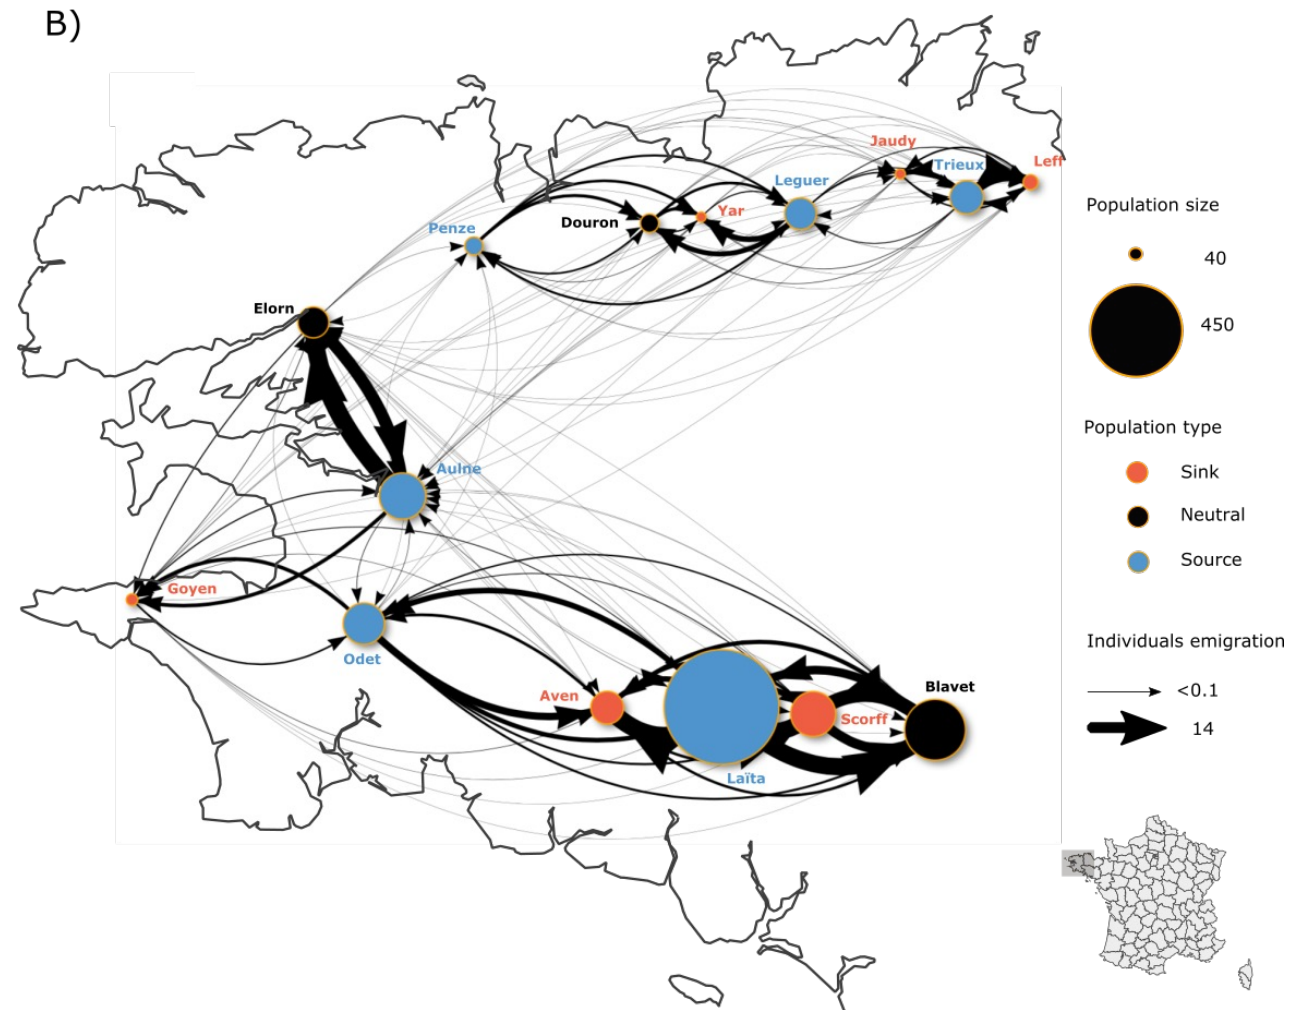 B)
Jaudy
Trieux
Leff
Leguer
Yar
Douron
Penze
Elorn
Aulne
Goyen
Odet
Aven
Laïta
Scorff
Blavet
Population size
40
450
Population type
Sink
Neutral
Source
Individuals emigration
<0.1
14